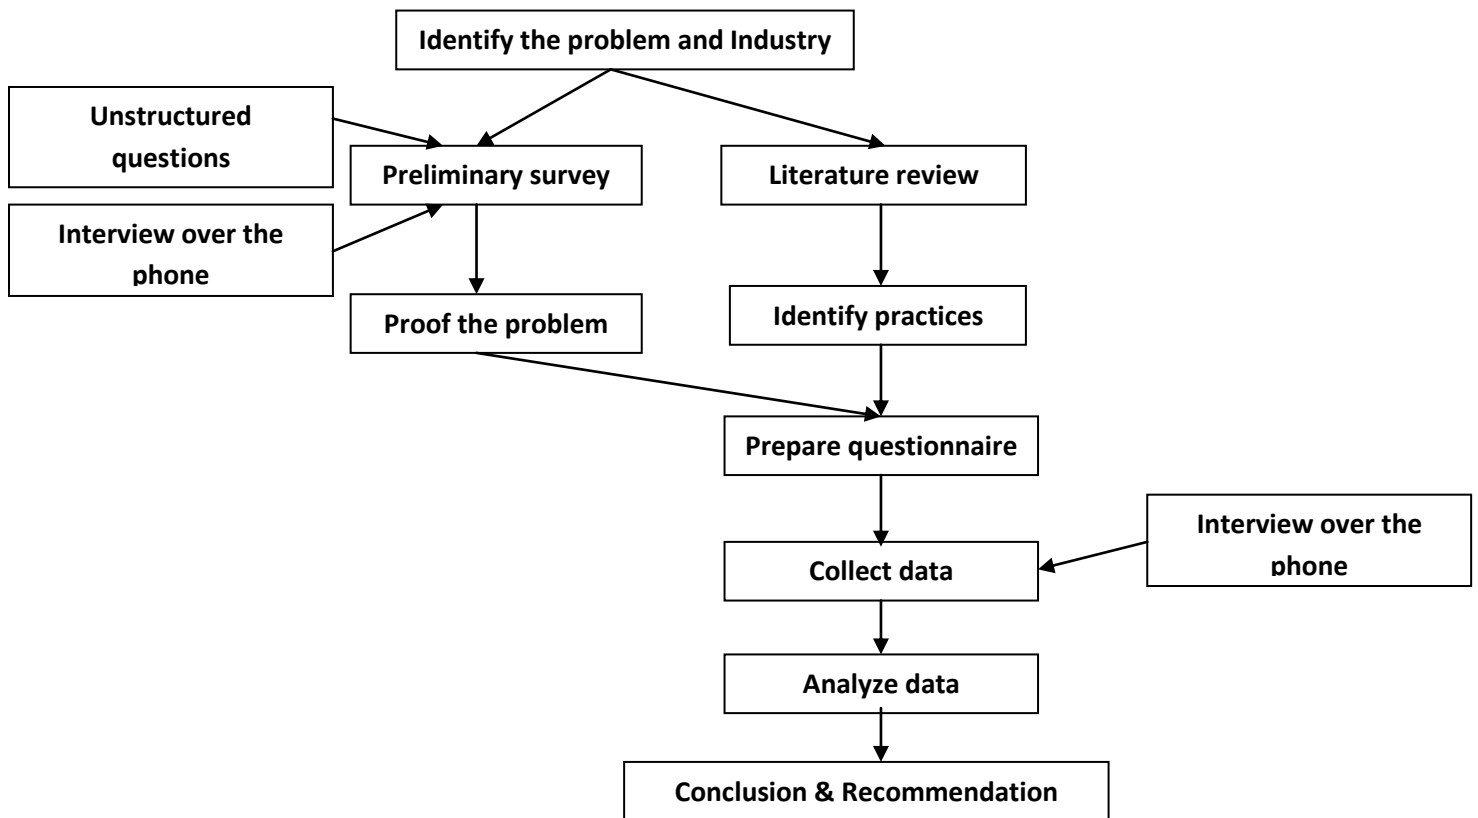 Identify the problem and Industry
Unstructured
questions
Preliminary survey
Literature review
Interview over the
phone
Proof the problem
Identify practices
Prepare questionnaire
Interview over the
phone
Collect data
Analyze data
Conclusion & Recommendation